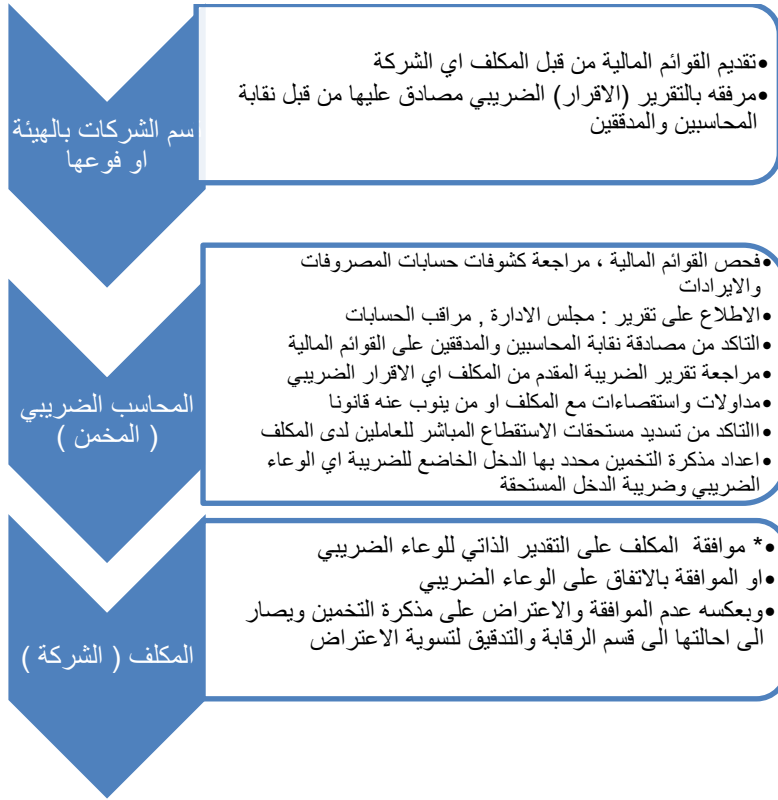 سم الشركات بالهيئة
او فوعها
•تقديم القوائم المالية من قبل المكلف اي الشركة
•مرفقه بالتقرير (الاقرار) الضريبي مصادق عليها من قبل نقابة
المحاسبين والمدققين
المحاسب الضريبي
( المخمن )
•فحص القوائم المالية ، مراجعة كشوفات حسابات المصروفات
والايرادات
•الاطلاع على تقرير : مجلس الادارة , مراقب الحسابات
•التاكد من مصادقة نقابة المحاسبين والمدققين على القوائم المالية
•مراجعة تقرير الضريبة المقدم من المكلف اي الاقرار الضريبي
•مداولات واستقصاءات مع المكلف او من ينوب عنه قانونا
•االتاكد من تسديد مستحقات الاستقطاع المباشر للعاملين لدى المكلف
•اعداد مذكرة التخمين محدد بها الدخل الخاضع للضريبة اي الوعاء
الضريبي وضريبة الدخل المستحقة
المكلف ( الشركة )
•* موافقة المكلف على التقدير الذاتي للوعاء الضريبي
•او الموافقة بالاتفاق على الوعاء الضريبي
•وبعكسه عدم الموافقة والاعتراض على مذكرة التخمين ويصار
الى احالتها الى قسم الرقابة والتدقيق لتسوية الاعتراض